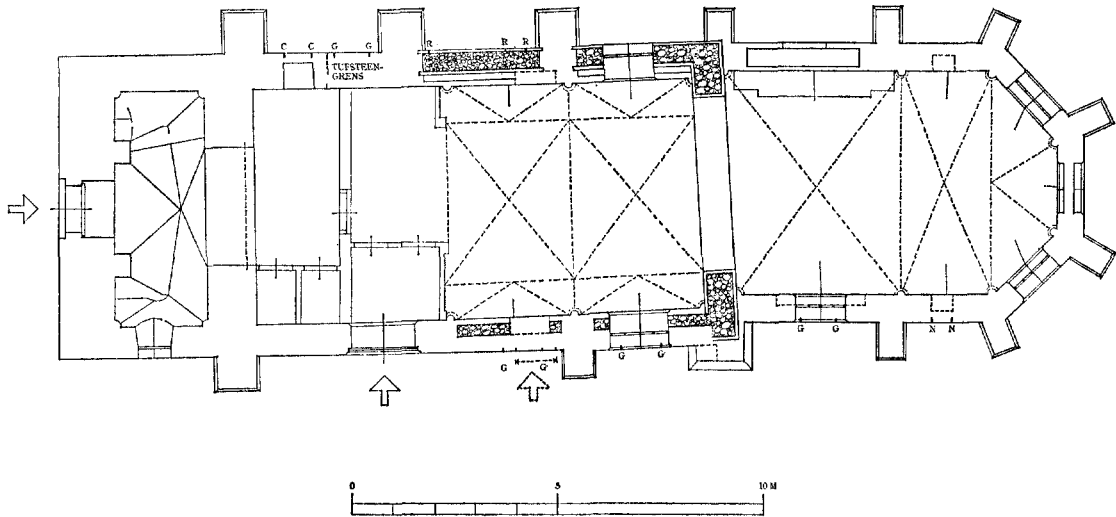 C C G G
R R R
TUFSTEEN-
GRENS
G G
G G
G G
N N
0 5 10 M